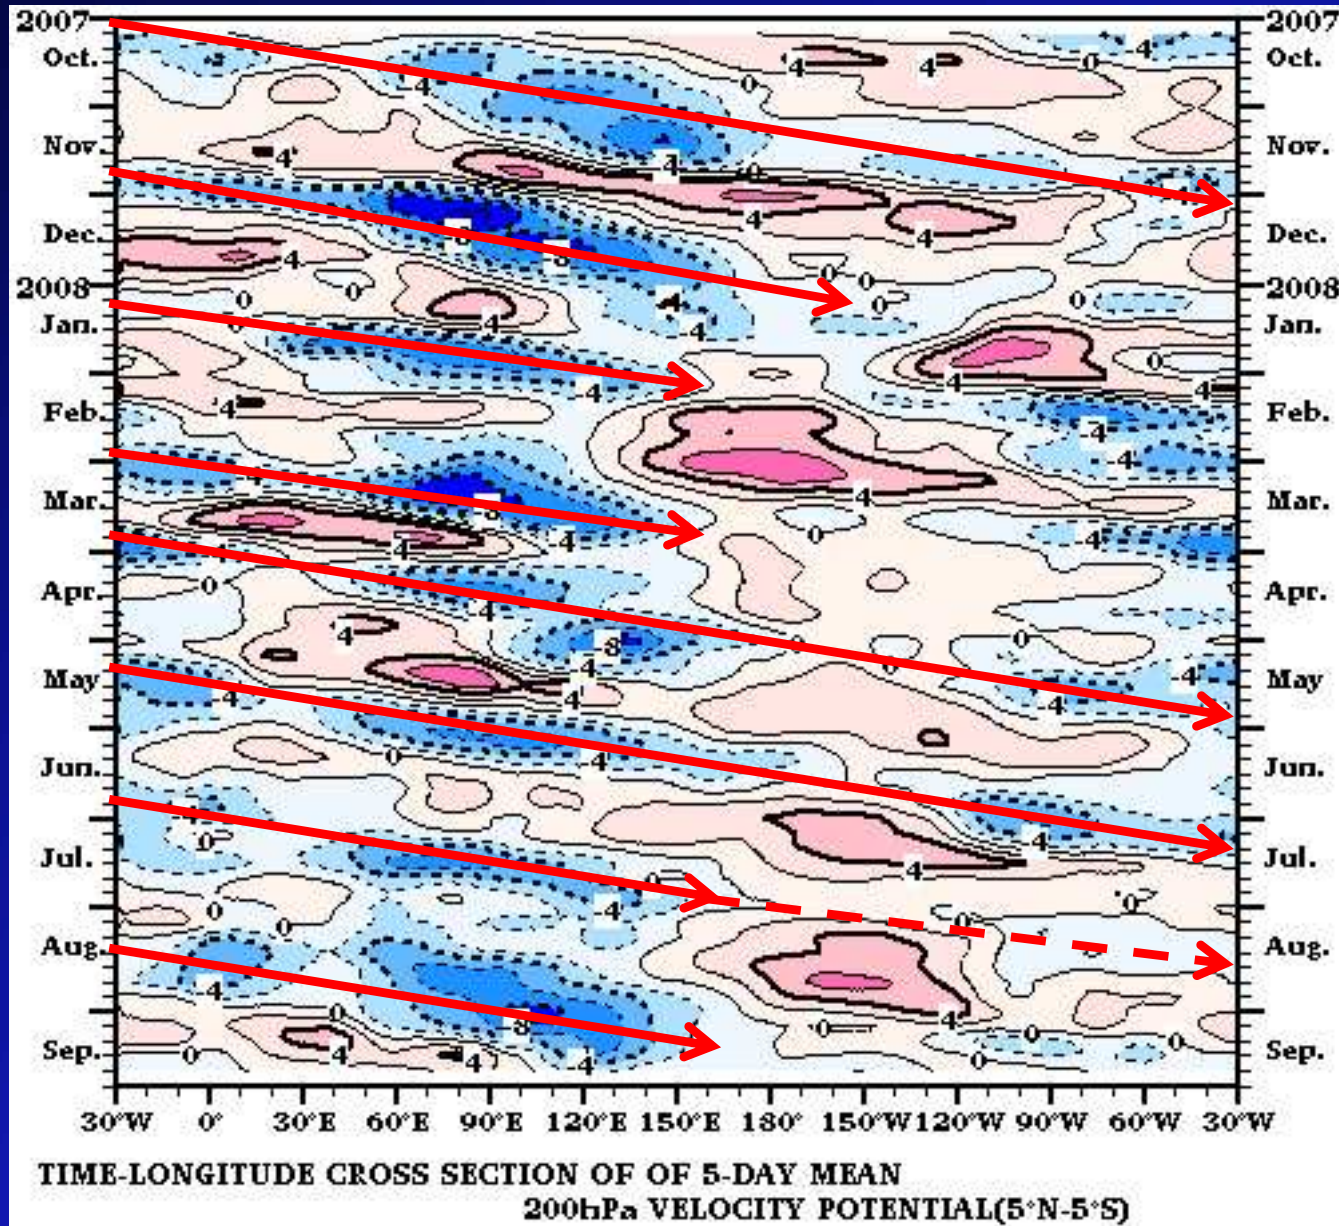 2007 2007
Oct. Oct.
Nov. Nov.
Dec. Dec.
2008 2008
Jan. Jan.
Feb. Feb.
Mar. Mar.
Apr. Apr.
May May
Jun. Jun.
Jul. Jul.
Aug. Aug.
Sep. Sep.
30°W 0° 30°E 60°E 90°E 120°E 150°E 180° 150°W 120°W 90°W 60°W 30°W
TIME-LONGITUDE CROSS SECTION OF OF 5-DAY MEAN
200hPa VELOCITY POTENTIAL(5°N-5°S)